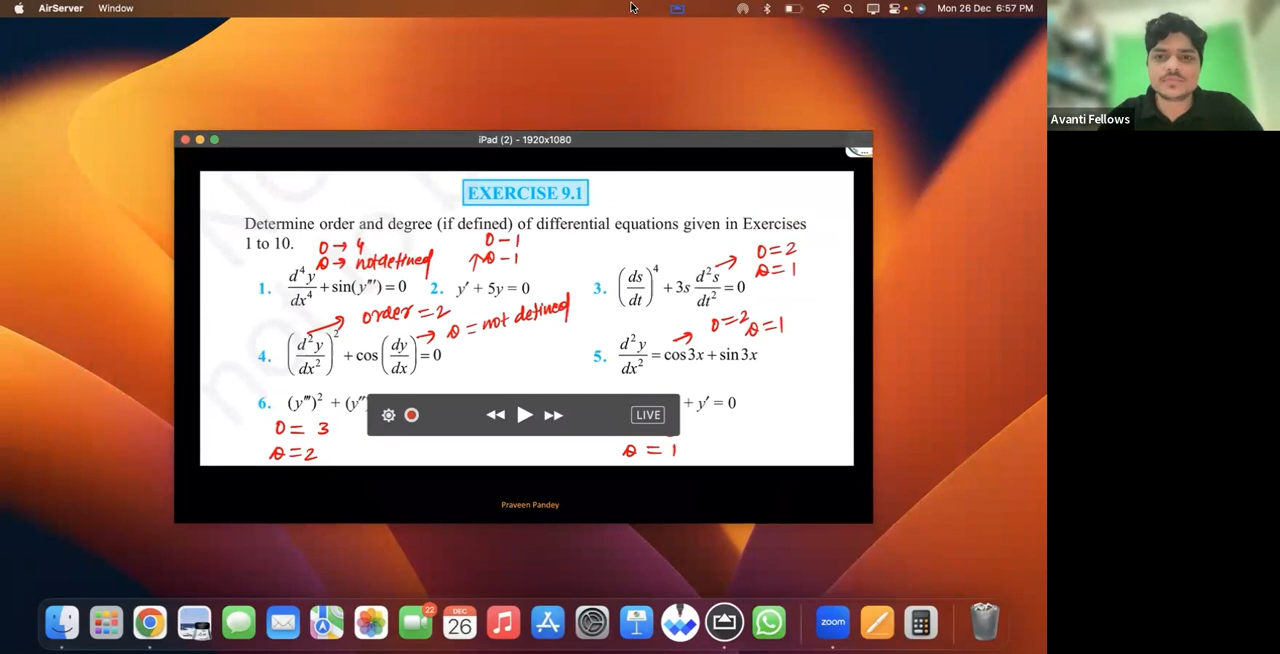 AirServer Window Mon 26 Dec 6:57 PM
Avanti Fellows
iPad (2) - 1920x1080
EXERCISE 9.1
Determine order and degree (if defined) of differential equations given in Exercises
1 to 10.
O → 4
D → not defined
O - 1
D - 1
O = 2
D = 1
1. d⁴y/dx⁴ + sin(y''') = 0 2. y' + 5y = 0 3. (ds/dt)⁴ + 3s d²s/dt² = 0
order = 2
D = not defined
O = 2 D = 1
4. (d²y/dx²)² + cos(dy/dx) = 0 5. d²y/dx² = cos 3x + sin 3x
6. (y''')² + (y'' + y' = 0
LIVE
O = 3
D = 2
D = 1
Praveen Pandey
22
DEC
26
zoom